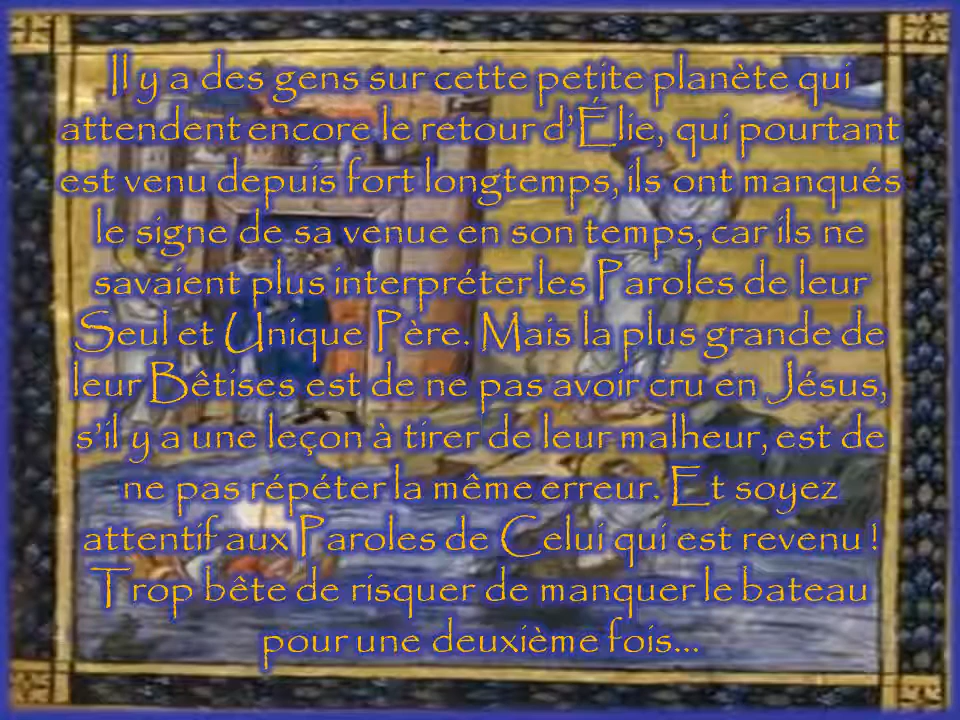 Il y a des gens sur cette petite planète qui
attendent encore le retour d’Élie, qui pourtant
est venu depuis fort longtemps, ils ont manqués
le signe de sa venue en son temps, car ils ne
savaient plus interpréter les Paroles de leur
Seul et Unique Père. Mais la plus grande de
leur Bêtises est de ne pas avoir cru en Jésus,
s’il y a une leçon à tirer de leur malheur, est de
ne pas répéter la même erreur. Et soyez
attentif aux Paroles de Celui qui est revenu !
Trop bête de risquer de manquer le bateau
pour une deuxième fois...